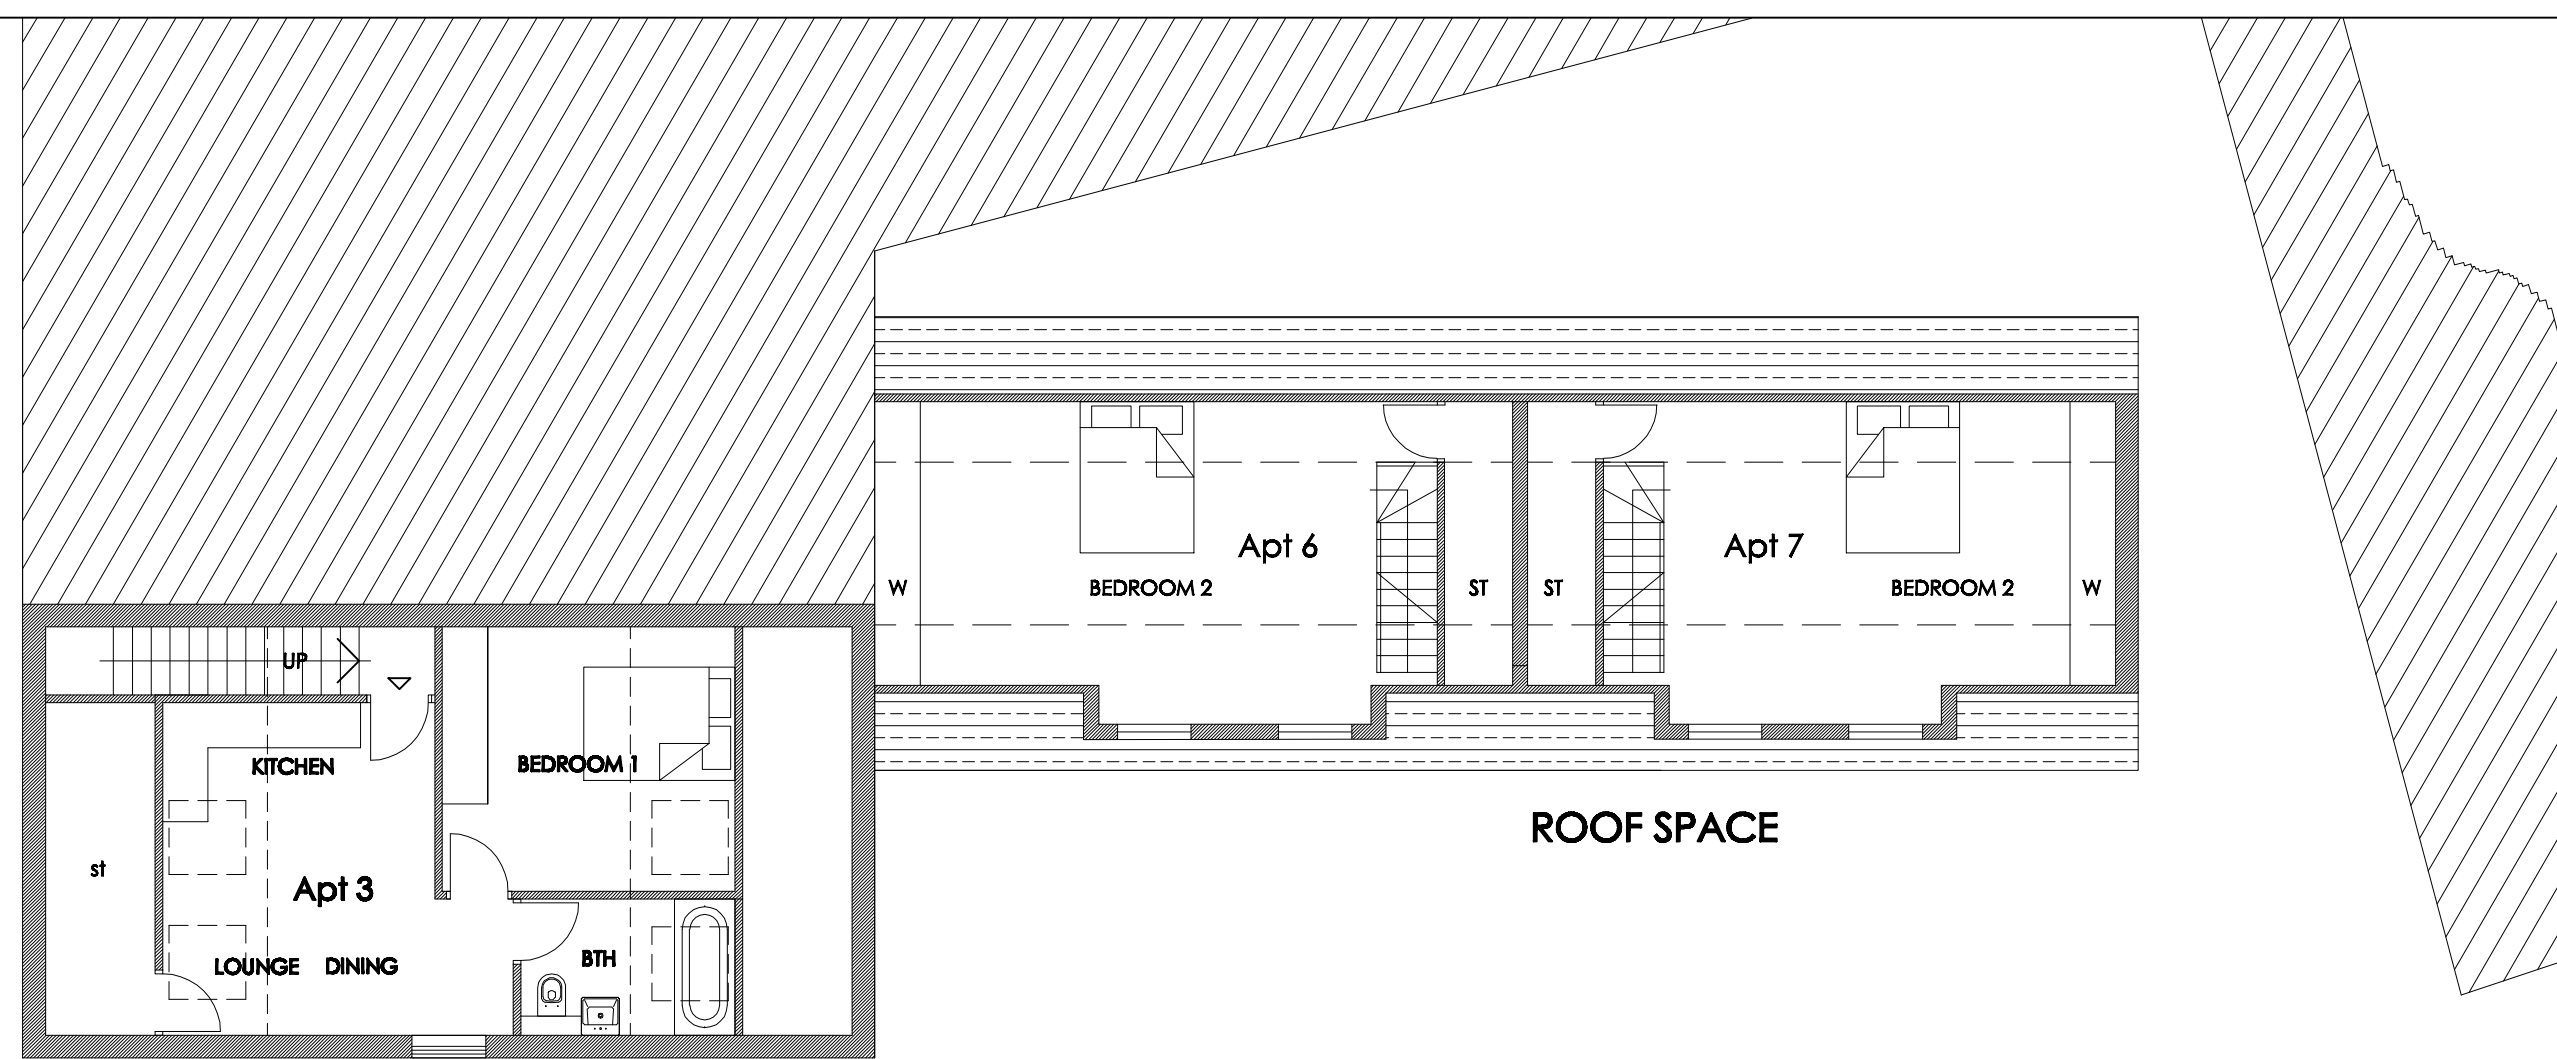 Apt 6
Apt 7
W
BEDROOM 2
ST
ST
BEDROOM 2
W
UP
KITCHEN
BEDROOM 1
ROOF SPACE
st
Apt 3
LOUNGE DINING
BTH